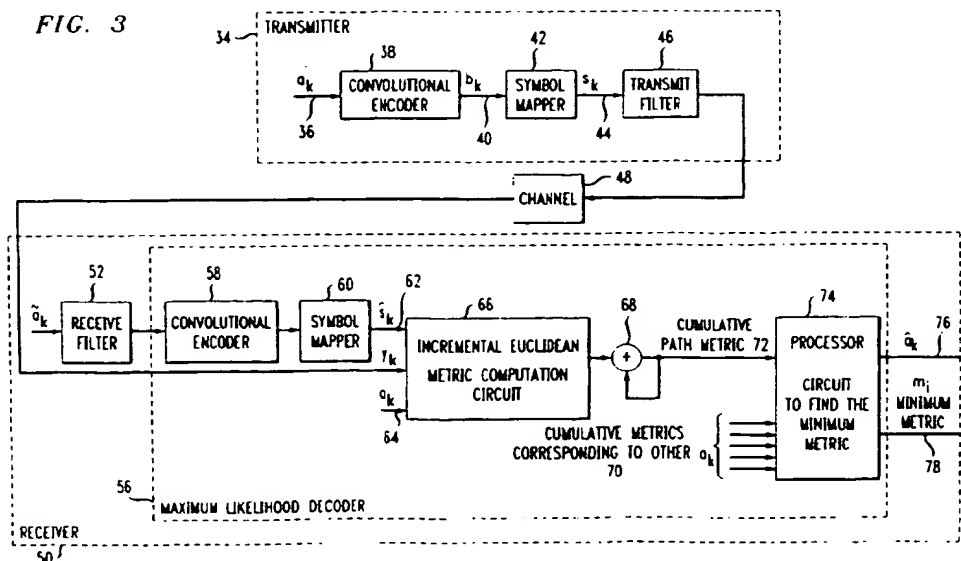 FIG. 3
TRANSMITTER
34
38
42
46
a_k
CONVOLUTIONAL
ENCODER
b_k
SYMBOL
MAPPER
s_k
TRANSMIT
FILTER
36
40
44
48
CHANNEL
52
58
60
62
66
68
74
76
ã_k
RECEIVE
FILTER
CONVOLUTIONAL
ENCODER
SYMBOL
MAPPER
ŝ_k
y_k
a_k
64
INCREMENTAL EUCLIDEAN
METRIC COMPUTATION
CIRCUIT
+
CUMULATIVE
PATH METRIC 72
PROCESSOR
CIRCUIT
TO FIND THE
MINIMUM
METRIC
â_k
m_i
MINIMUM
METRIC
78
CUMULATIVE METRICS
CORRESPONDING TO OTHER a_k
70
56
MAXIMUM LIKELIHOOD DECODER
RECEIVER
50